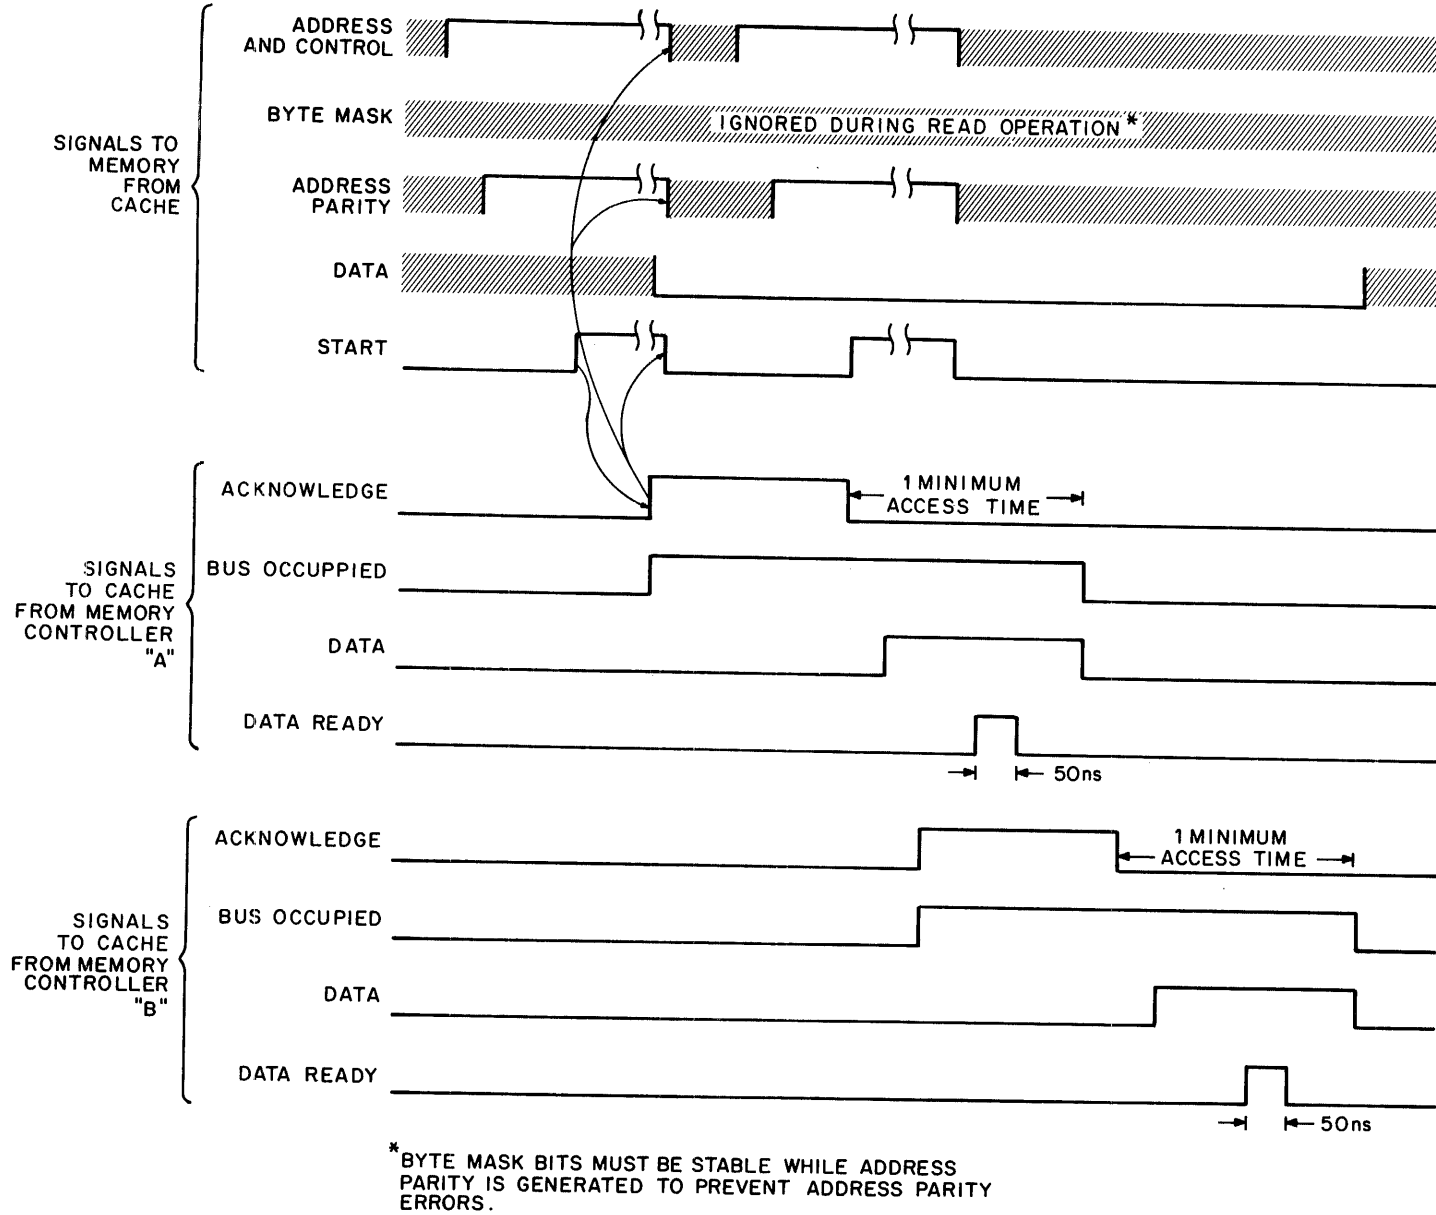 SIGNALS TO
MEMORY
FROM
CACHE
ADDRESS
AND CONTROL
BYTE MASK
IGNORED DURING READ OPERATION*
ADDRESS
PARITY
DATA
START
SIGNALS
TO CACHE
FROM MEMORY
CONTROLLER
"A"
ACKNOWLEDGE
1 MINIMUM
ACCESS TIME
BUS OCCUPPIED
DATA
DATA READY
50ns
SIGNALS
TO CACHE
FROM MEMORY
CONTROLLER
"B"
ACKNOWLEDGE
1 MINIMUM
ACCESS TIME
BUS OCCUPIED
DATA
DATA READY
50ns
*BYTE MASK BITS MUST BE STABLE WHILE ADDRESS
PARITY IS GENERATED TO PREVENT ADDRESS PARITY
ERRORS.